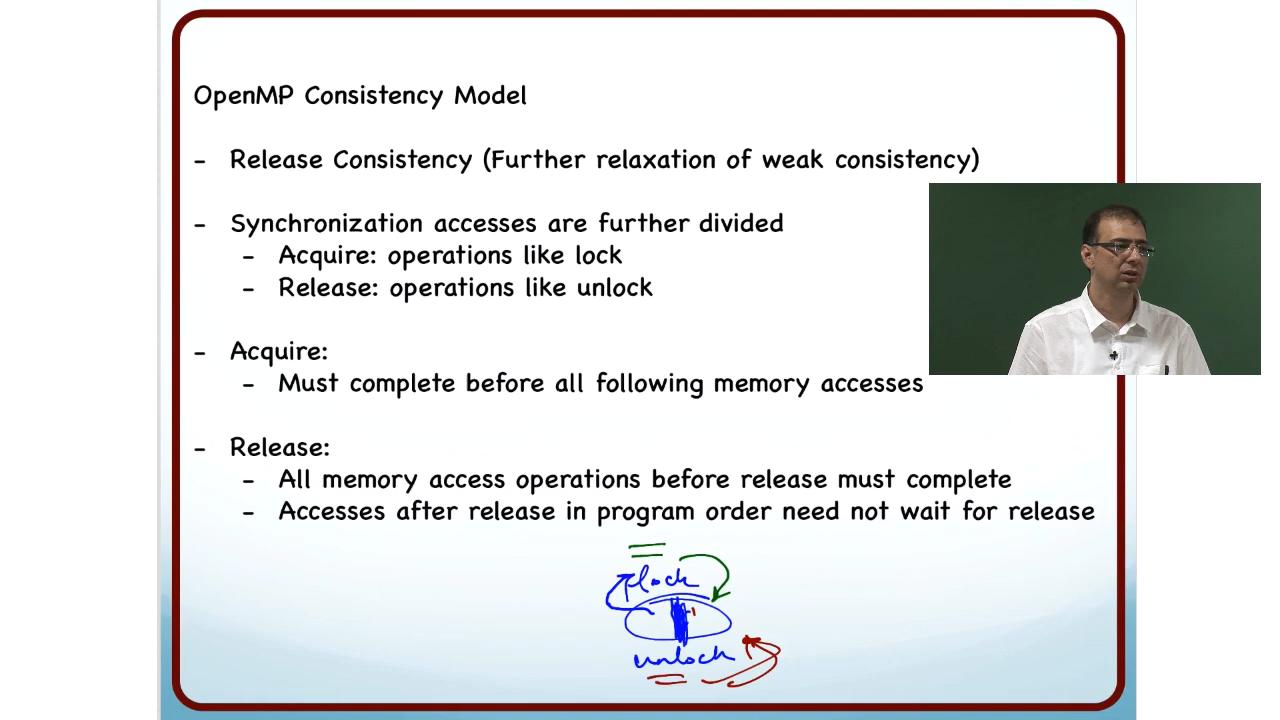 OpenMP Consistency Model
- Release Consistency (Further relaxation of weak consistency)
- Synchronization accesses are further divided
- Acquire: operations like lock
- Release: operations like unlock
- Acquire:
- Must complete before all following memory accesses
- Release:
- All memory access operations before release must complete
- Accesses after release in program order need not wait for release
lock
unlock